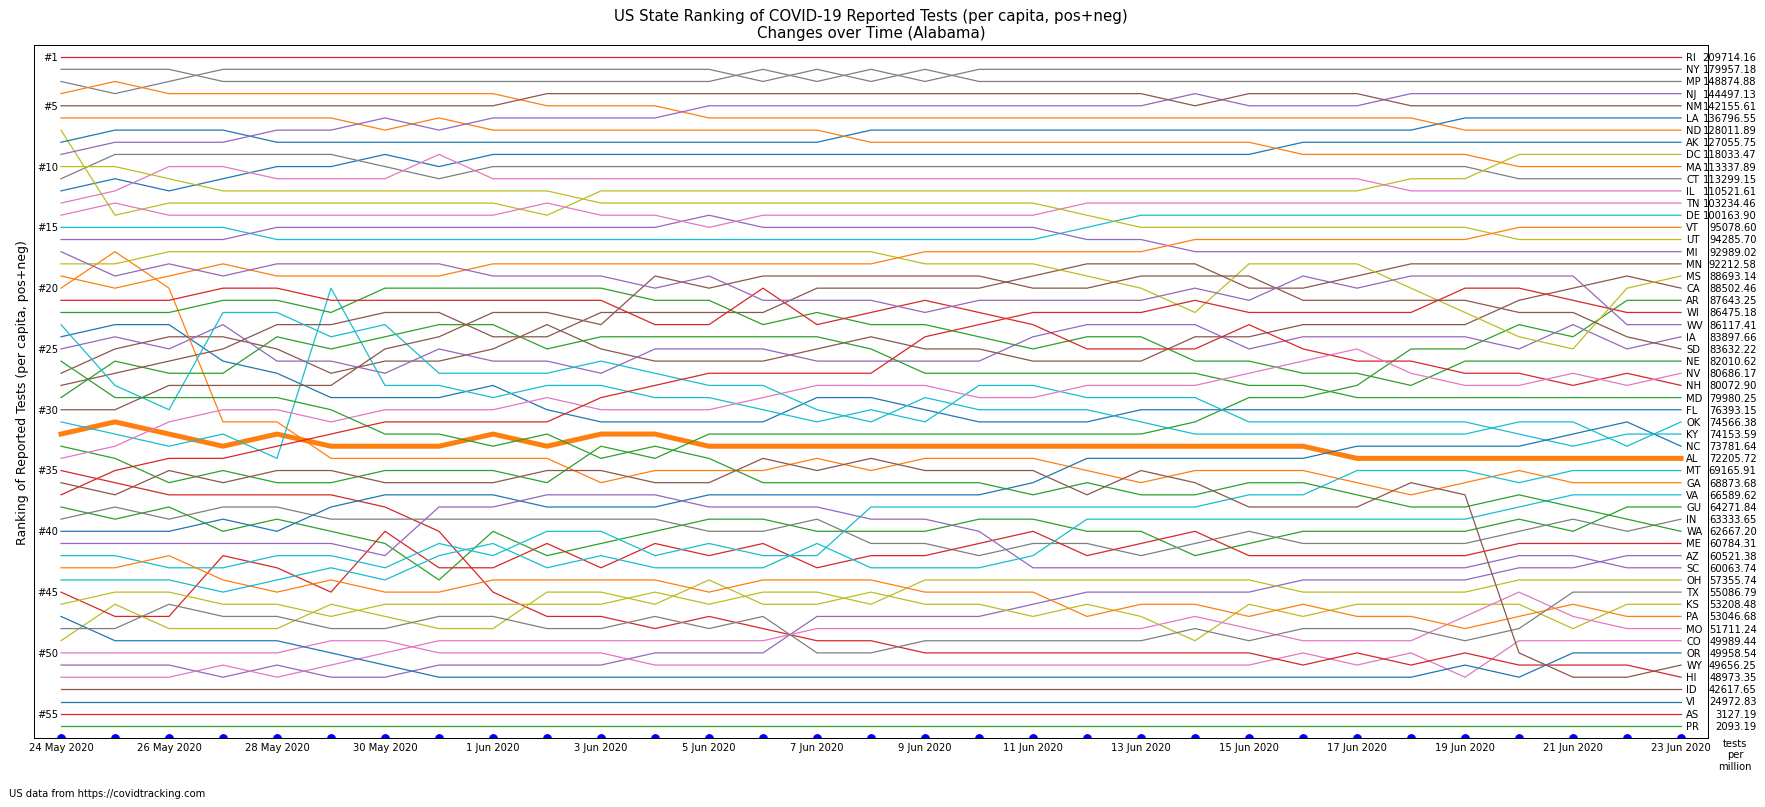 US State Ranking of COVID-19 Reported Tests (per capita, pos+neg)
Changes over Time (Alabama)
Ranking of Reported Tests (per capita, pos+neg)
#1
#5
#10
#15
#20
#25
#30
#35
#40
#45
#50
#55
RI 209714.16
NY 179957.18
MP 148874.88
NJ 144497.13
NM 142155.61
LA 136796.55
ND 128011.89
AK 127055.75
DC 118033.47
MA 113337.89
CT 113299.15
IL 110521.61
TN 103234.46
DE 100163.90
VT 95078.60
UT 94285.70
MI 92989.02
MN 92212.58
MS 88693.14
CA 88502.46
AR 87643.25
WI 86475.18
WV 86117.41
IA 83897.66
SD 83632.22
NE 82010.62
NV 80686.17
NH 80072.90
MD 79980.25
FL 76393.15
OK 74566.38
KY 74153.59
NC 73781.64
AL 72205.72
MT 69165.91
GA 68873.68
VA 66589.62
GU 64271.84
IN 63333.65
WA 62667.20
ME 60784.31
AZ 60521.38
SC 60063.74
OH 57355.74
TX 55086.79
KS 53208.48
PA 53046.68
MO 51711.24
CO 49989.44
OR 49958.54
WY 49656.25
HI 48973.35
ID 42617.65
VI 24972.83
AS 3127.19
PR 2093.19
24 May 2020 26 May 2020 28 May 2020 30 May 2020 1 Jun 2020 3 Jun 2020 5 Jun 2020 7 Jun 2020 9 Jun 2020 11 Jun 2020 13 Jun 2020 15 Jun 2020 17 Jun 2020 19 Jun 2020 21 Jun 2020 23 Jun 2020
tests
per
million
US data from https://covidtracking.com